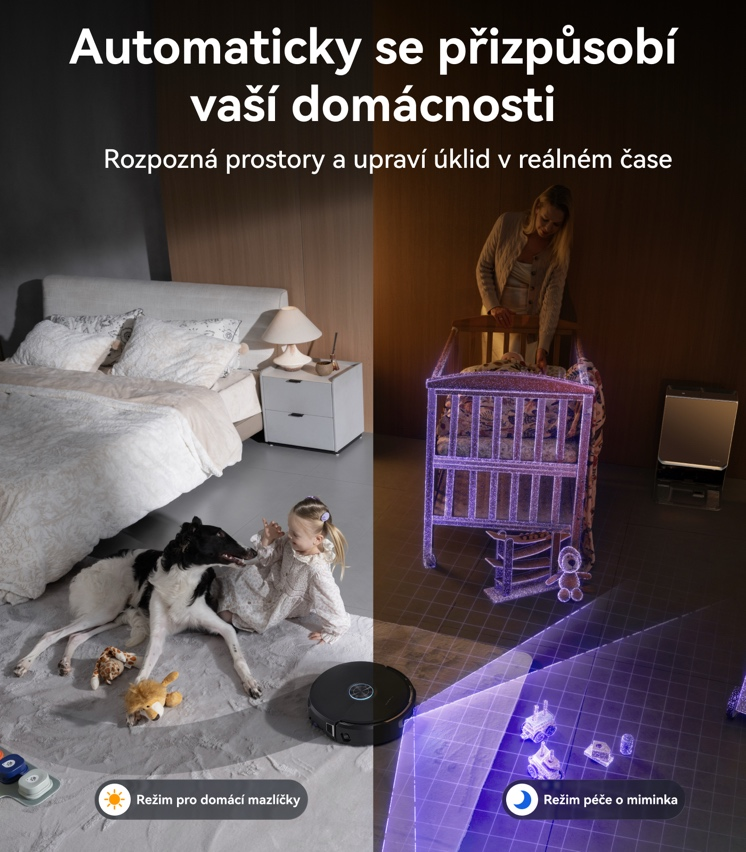 Automaticky se přizpůsobí
vaší domácnosti
Rozpozná prostory a upraví úklid v reálném čase
Režim pro domácí mazlíčky
Režim péče o miminka